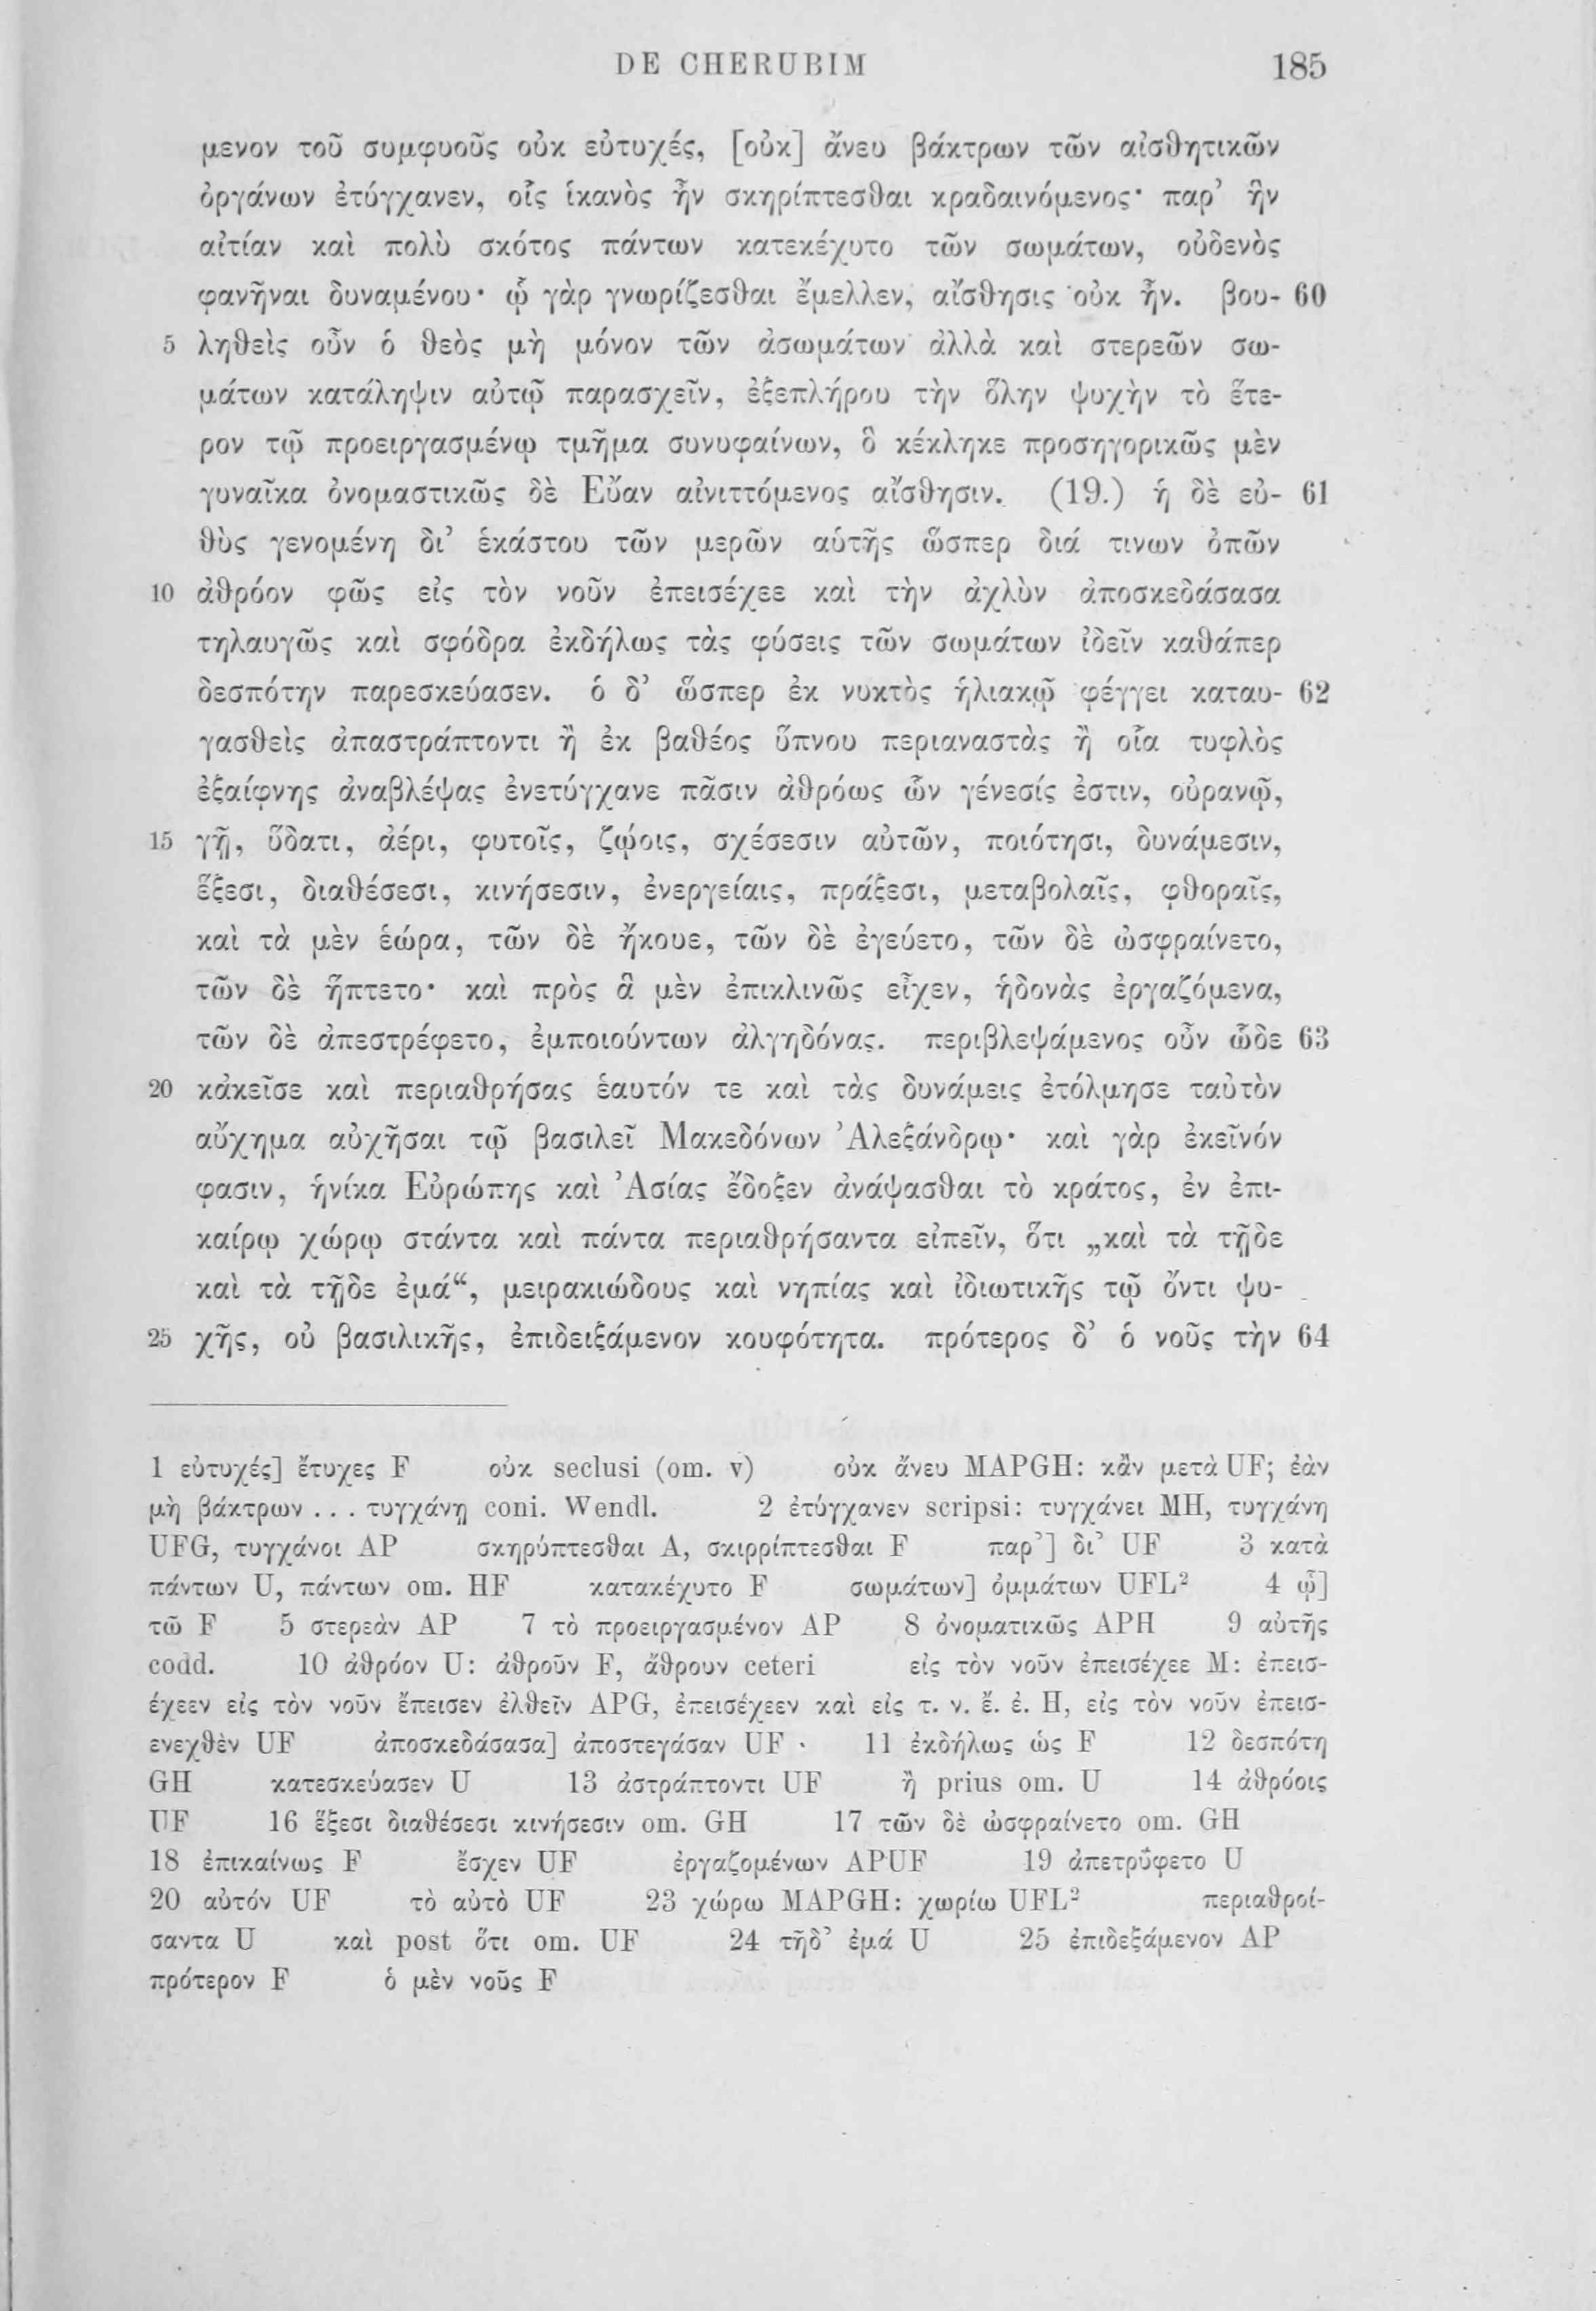 DE CHERUBIM 185
μενον τοῦ συμφυοῦς οὐκ εὐτυχές, [οὐκ] ἄνευ βάκτρων τῶν αἰσθητικῶν
ὀργάνων ἐτύγχανεν, οἷς ἱκανὸς ἦν σκηρίπτεσθαι κραδαινόμενος· παρ’ ἣν
αἰτίαν καὶ πολὺ σκότος πάντων κατεκέχυτο τῶν σωμάτων, οὐδενὸς
φανῆναι δυναμένου· ᾧ γὰρ γνωρίζεσθαι ἔμελλεν, αἴσθησις οὐκ ἦν. βου- 60
5 ληθεὶς οὖν ὁ θεὸς μὴ μόνον τῶν ἀσωμάτων ἀλλὰ καὶ στερεῶν σω-
μάτων κατάληψιν αὐτῷ παρασχεῖν, ἐξεπλήρου τὴν ὅλην ψυχὴν τὸ ἕτε-
ρον τῷ προειργασμένῳ τμῆμα συνυφαίνων, ὃ κέκληκε προσηγορικῶς μὲν
γυναῖκα ὀνομαστικῶς δὲ Εὔαν αἰνιττόμενος αἴσθησιν. (19.) ἡ δὲ εὐ- 61
θὺς γενομένη δι’ ἑκάστου τῶν μερῶν αὑτῆς ὥσπερ διά τινων ὀπῶν
10 ἀθρόον φῶς εἰς τὸν νοῦν ἐπεισέχεε καὶ τὴν ἀχλὺν ἀποσκεδάσασα
τηλαυγῶς καὶ σφόδρα ἐκδήλως τὰς φύσεις τῶν σωμάτων ἰδεῖν καθάπερ
δεσπότην παρεσκεύασεν. ὁ δ’ ὥσπερ ἐκ νυκτὸς ἡλιακῷ φέγγει καταυ- 62
γασθεὶς ἀπαστράπτοντι ἢ ἐκ βαθέος ὕπνου περιαναστὰς ἢ οἷα τυφλὸς
ἐξαίφνης ἀναβλέψας ἐνετύγχανε πᾶσιν ἀθρόως ὧν γένεσίς ἐστιν, οὐρανῷ,
15 γῇ, ὕδατι, ἀέρι, φυτοῖς, ζῴοις, σχέσεσιν αὐτῶν, ποιότησι, δυνάμεσιν,
ἕξεσι, διαθέσεσι, κινήσεσιν, ἐνεργείαις, πράξεσι, μεταβολαῖς, φθοραῖς,
καὶ τὰ μὲν ἑώρα, τῶν δὲ ἤκουε, τῶν δὲ ἐγεύετο, τῶν δὲ ὠσφραίνετο,
τῶν δὲ ἥπτετο· καὶ πρὸς ἃ μὲν ἐπικλινῶς εἶχεν, ἡδονὰς ἐργαζόμενα,
τῶν δὲ ἀπεστρέφετο, ἐμποιούντων ἀλγηδόνας. περιβλεψάμενος οὖν ὧδε 63
20 κἀκεῖσε καὶ περιαθρήσας ἑαυτόν τε καὶ τὰς δυνάμεις ἐτόλμησε ταὐτὸν
αὔχημα αὐχῆσαι τῷ βασιλεῖ Μακεδόνων Ἀλεξάνδρῳ· καὶ γὰρ ἐκεῖνόν
φασιν, ἡνίκα Εὐρώπης καὶ Ἀσίας ἔδοξεν ἀνάψασθαι τὸ κράτος, ἐν ἐπι-
καίρῳ χώρῳ στάντα καὶ πάντα περιαθρήσαντα εἰπεῖν, ὅτι „καὶ τὰ τῇδε
καὶ τὰ τῇδε ἐμά“, μειρακιώδους καὶ νηπίας καὶ ἰδιωτικῆς τῷ ὄντι ψυ-
25 χῆς, οὐ βασιλικῆς, ἐπιδειξάμενον κουφότητα. πρότερος δ’ ὁ νοῦς τὴν 64
1 εὐτυχές] ἔτυχες F οὐκ seclusi (om. v) οὐκ ἄνευ MAPGH: κἂν μετὰ UF; ἐὰν
μὴ βάκτρων ... τυγχάνῃ coni. Wendl. 2 ἐτύγχανεν scripsi: τυγχάνει MH, τυγχάνη
UFG, τυγχάνοι AP σκηρύπτεσθαι A, σκιρρίπτεσθαι F παρ’] δι’ UF 3 κατὰ
πάντων U, πάντων om. HF κατακέχυτο F σωμάτων] ὀμμάτων UFL² 4 ᾧ]
τῶ F 5 στερεὰν AP 7 τὸ προειργασμένον AP 8 ὀνοματικῶς APH 9 αὐτῆς
codd. 10 ἀθρόον U: ἀθροῦν F, ἄθρουν ceteri εἰς τὸν νοῦν ἐπεισέχεε M: ἐπεισ-
έχεεν εἰς τὸν νοῦν ἔπεισεν ἐλθεῖν APG, ἐπεισέχεεν καὶ εἰς τ. ν. ἔ. ἐ. H, εἰς τὸν νοῦν ἐπεισ-
ενεχθὲν UF ἀποσκεδάσασα] ἀποστεγάσαν UF 11 ἐκδήλως ὡς F 12 δεσπότη
GH κατεσκεύασεν U 13 ἀστράπτοντι UF ἢ prius om. U 14 ἀθρόοις
UF 16 ἕξεσι διαθέσεσι κινήσεσιν om. GH 17 τῶν δὲ ὠσφραίνετο om. GH
18 ἐπικαίνως F ἔσχεν UF ἐργαζομένων APUF 19 ἀπετρύφετο U
20 αὐτόν UF τὸ αὐτὸ UF 23 χώρω MAPGH: χωρίω UFL² περιαθροί-
σαντα U καὶ post ὅτι om. UF 24 τῆδ’ ἐμά U 25 ἐπιδεξάμενον AP
πρότερον F ὁ μὲν νοῦς F